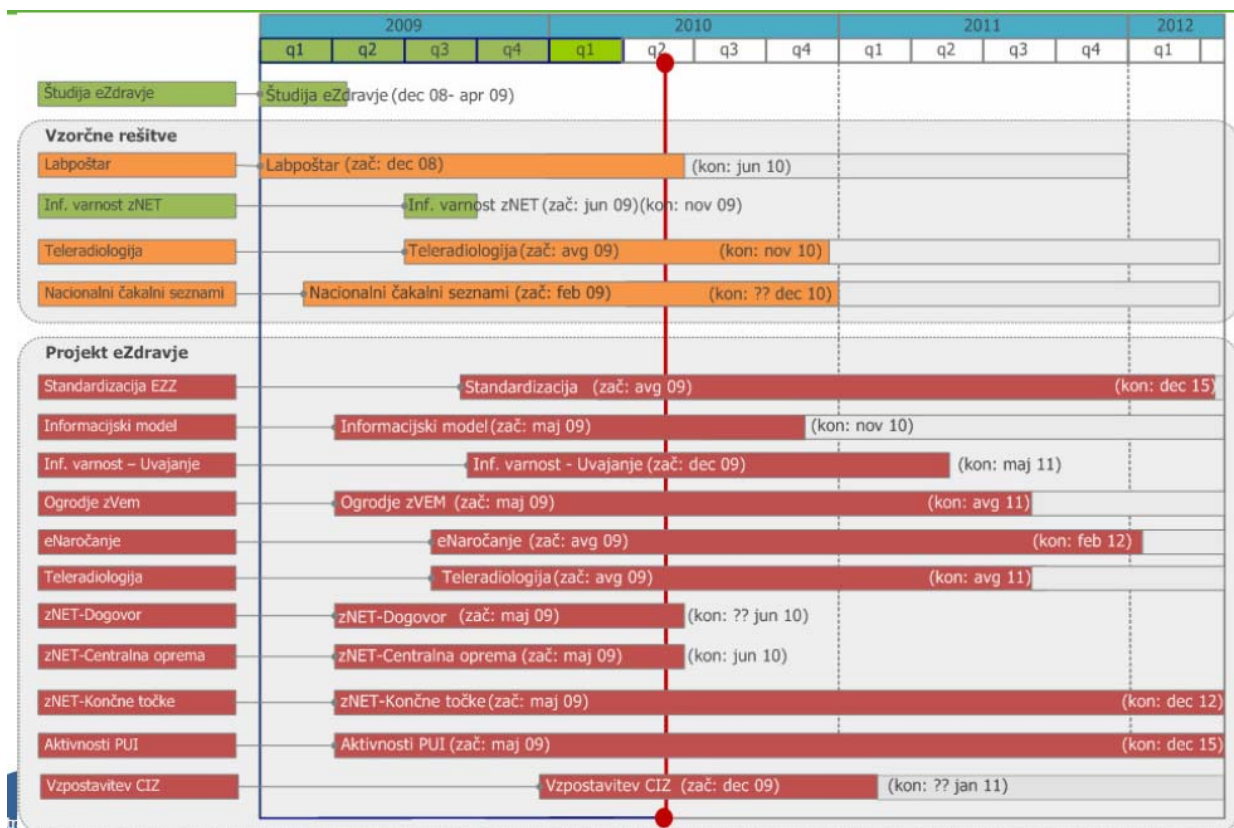 2009 2010 2011 2012
q1 q2 q3 q4 q1 q2 q3 q4 q1 q2 q3 q4 q1
Študija eZdravje Študija eZdravje (dec 08- apr 09)
Vzorčne rešitve
Labpoštar Labpoštar (zač: dec 08) (kon: jun 10)
Inf. varnost zNET Inf. varnost zNET (zač: jun 09)(kon: nov 09)
Teleradiologija Teleradiologija (zač: avg 09) (kon: nov 10)
Nacionalni čakalni seznami Nacionalni čakalni seznami (zač: feb 09) (kon: ?? dec 10)
Projekt eZdravje
Standardizacija EZZ Standardizacija (zač: avg 09) (kon: dec 15)
Informacijski model Informacijski model (zač: maj 09) (kon: nov 10)
Inf. varnost – Uvajanje Inf. varnost - Uvajanje (zač: dec 09) (kon: maj 11)
Ogrodje zVem Ogrodje zVEM (zač: maj 09) (kon: avg 11)
eNaročanje eNaročanje (zač: avg 09) (kon: feb 12)
Teleradiologija Teleradiologija (zač: avg 09) (kon: avg 11)
zNET-Dogovor zNET-Dogovor (zač: maj 09) (kon: ?? jun 10)
zNET-Centralna oprema zNET-Centralna oprema (zač: maj 09) (kon: jun 10)
zNET-Končne točke zNET-Končne točke (zač: maj 09) (kon: dec 12)
Aktivnosti PUI Aktivnosti PUI (zač: maj 09) (kon: dec 15)
Vzpostavitev CIZ Vzpostavitev CIZ (zač: dec 09) (kon: ?? jan 11)